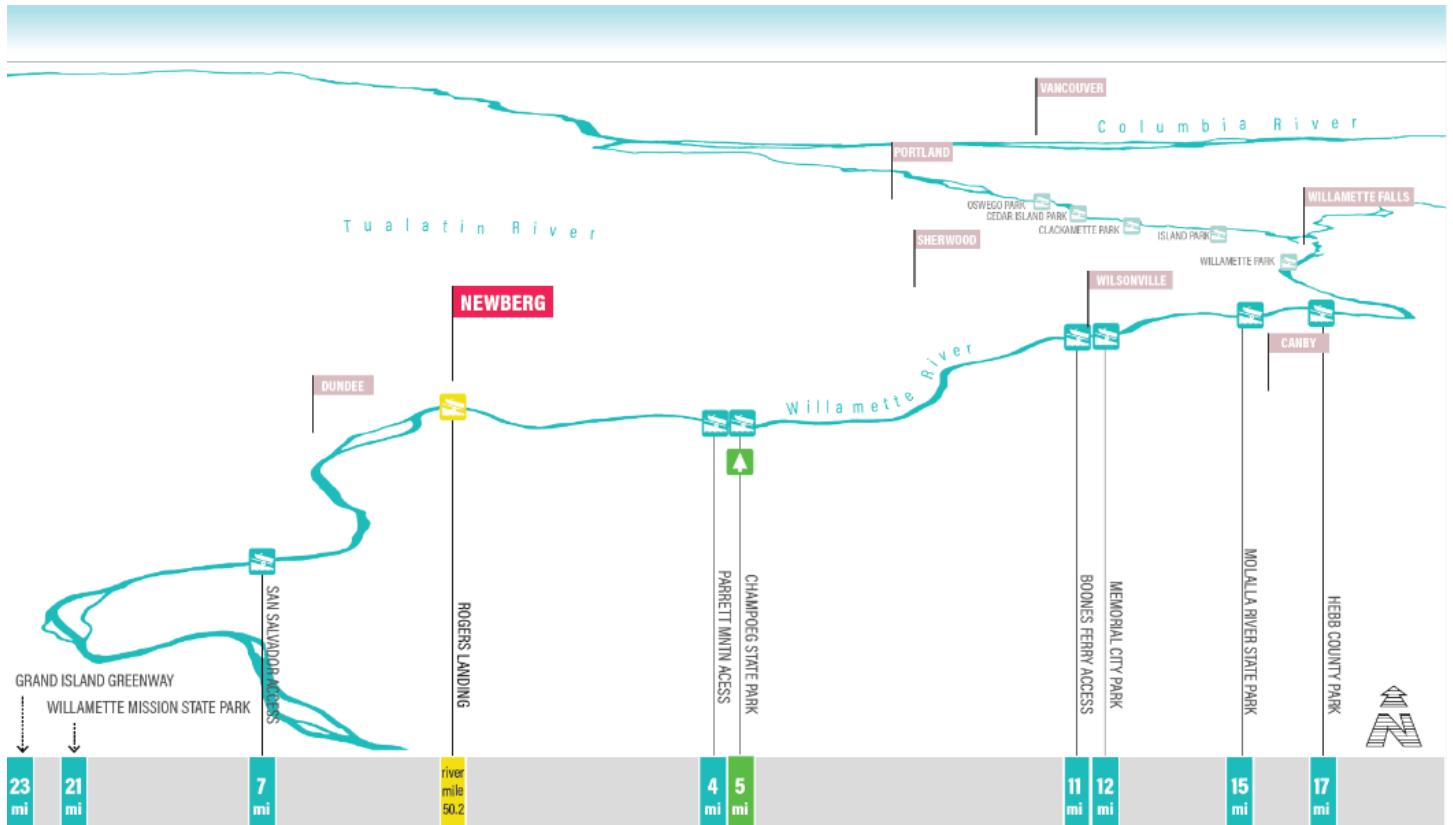 VANCOUVER
Columbia River
PORTLAND
WILLAMETTE FALLS
OSWEGO PARK
CEDAR ISLAND PARK
CLACKAMETTE PARK
ISLAND PARK
Tualatin River
SHERWOOD
WILLAMETTE PARK
WILSONVILLE
NEWBERG
CANBY
DUNDEE
Willamette River
SAN SALVADOR ACCESS
ROGERS LANDING
PARRETT MNTN ACESS
CHAMPOEG STATE PARK
BOONES FERRY ACCESS
MEMORIAL CITY PARK
MOLALLA RIVER STATE PARK
HEBB COUNTY PARK
GRAND ISLAND GREENWAY
WILLAMETTE MISSION STATE PARK
N
23
mi
21
mi
7
mi
river
mile
50.2
4
mi
5
mi
11
mi
12
mi
15
mi
17
mi